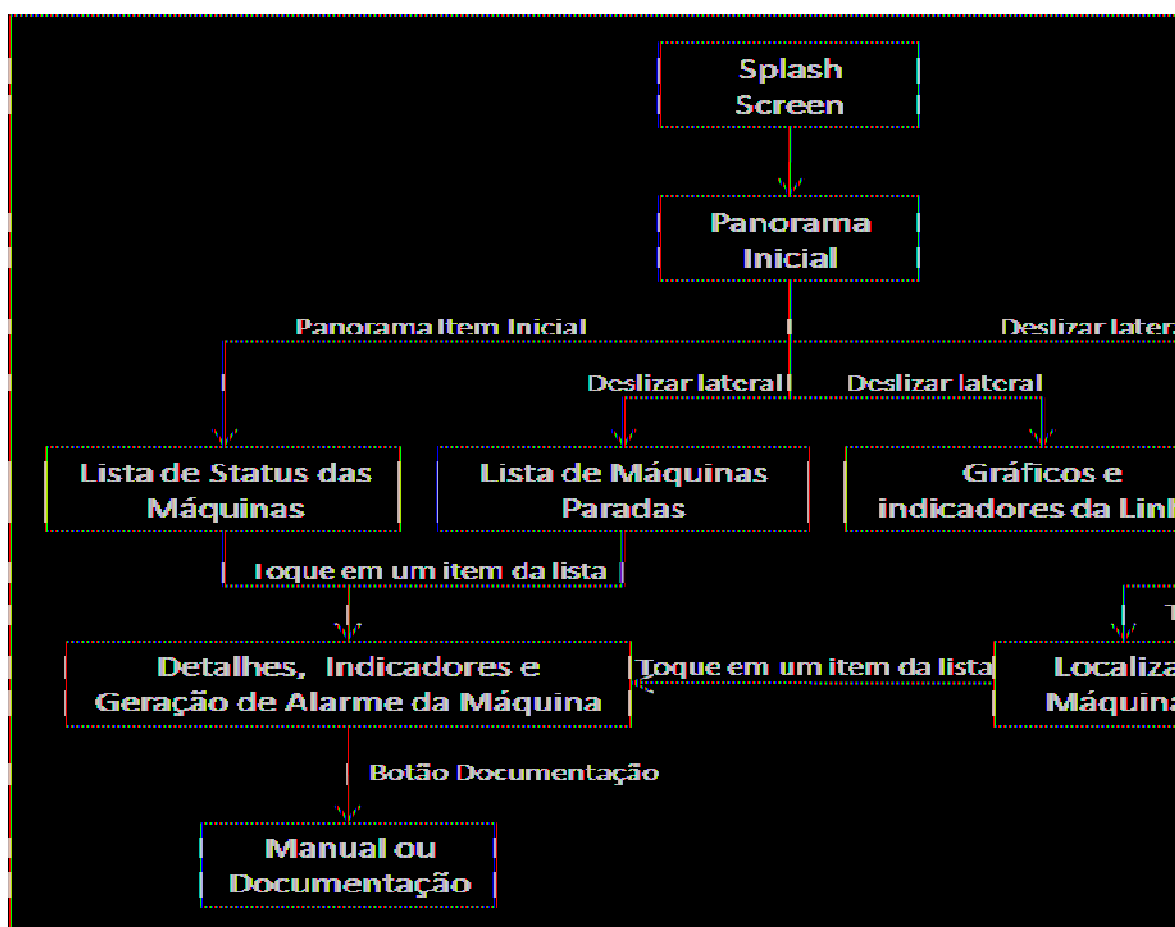 Splash
Screen
Panorama
Inicial
Panorama Item Inicial
Deslizar
Deslizar lateral
Deslizar lateral
Lista de Status das
Máquinas
Lista de Máquinas
Paradas
Gráficos e
indicadores da
Toque em um item da lista
Detalhes, Indicadores e
Geração de Alarme da Máquina
Toque em um item da lista
Botão Documentação
Manual ou
Documentação